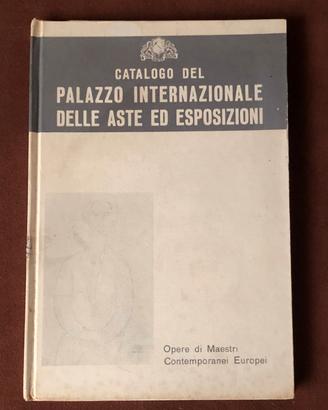 CATALOGO DEL
PALAZZO INTERNAZIONALE
DELLE ASTE ED ESPOSIZIONI
Opere di Maestri
Contemporanei Europei